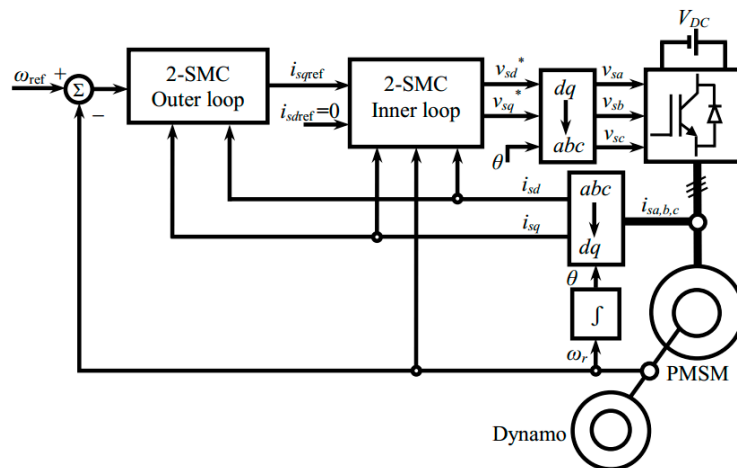 V_DC
ω_ref
+
Σ
−
2-SMC
Outer loop
i_sqref
i_sdref=0
2-SMC
Inner loop
v_sd*
v_sq*
θ
dq
abc
v_sa
v_sb
v_sc
i_sd
i_sq
abc
dq
i_sa,b,c
θ
∫
ω_r
PMSM
Dynamo